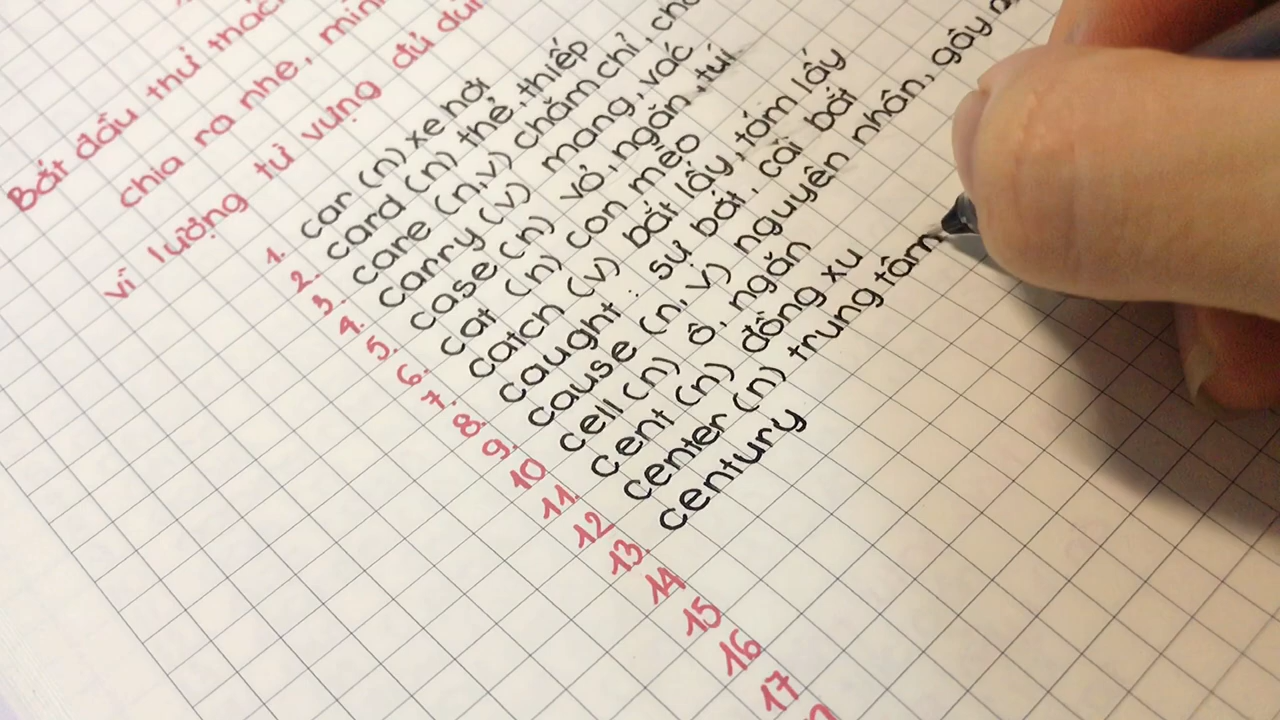 Bắt đầu thử thách
chia ra nhé, mình
vì lượng từ vựng đủ dùng
1. car (n) xe hơi
2. card (n) thẻ, thiếp
3. care (n,v) chăm chỉ,
4. carry (v) mang, vác
5. case (n) vỏ, ngăn, túi
6. cat (n) con mèo
7. catch (v) bắt lấy, tóm lấy
8. caught : sự bắt, cái bắt
9. cause (n, v) nguyên nhân, gây
10 cell (n) ô, ngăn
11. cent (n) đồng xu
12 center (n) trung tâm
13. century
14
15
16
17